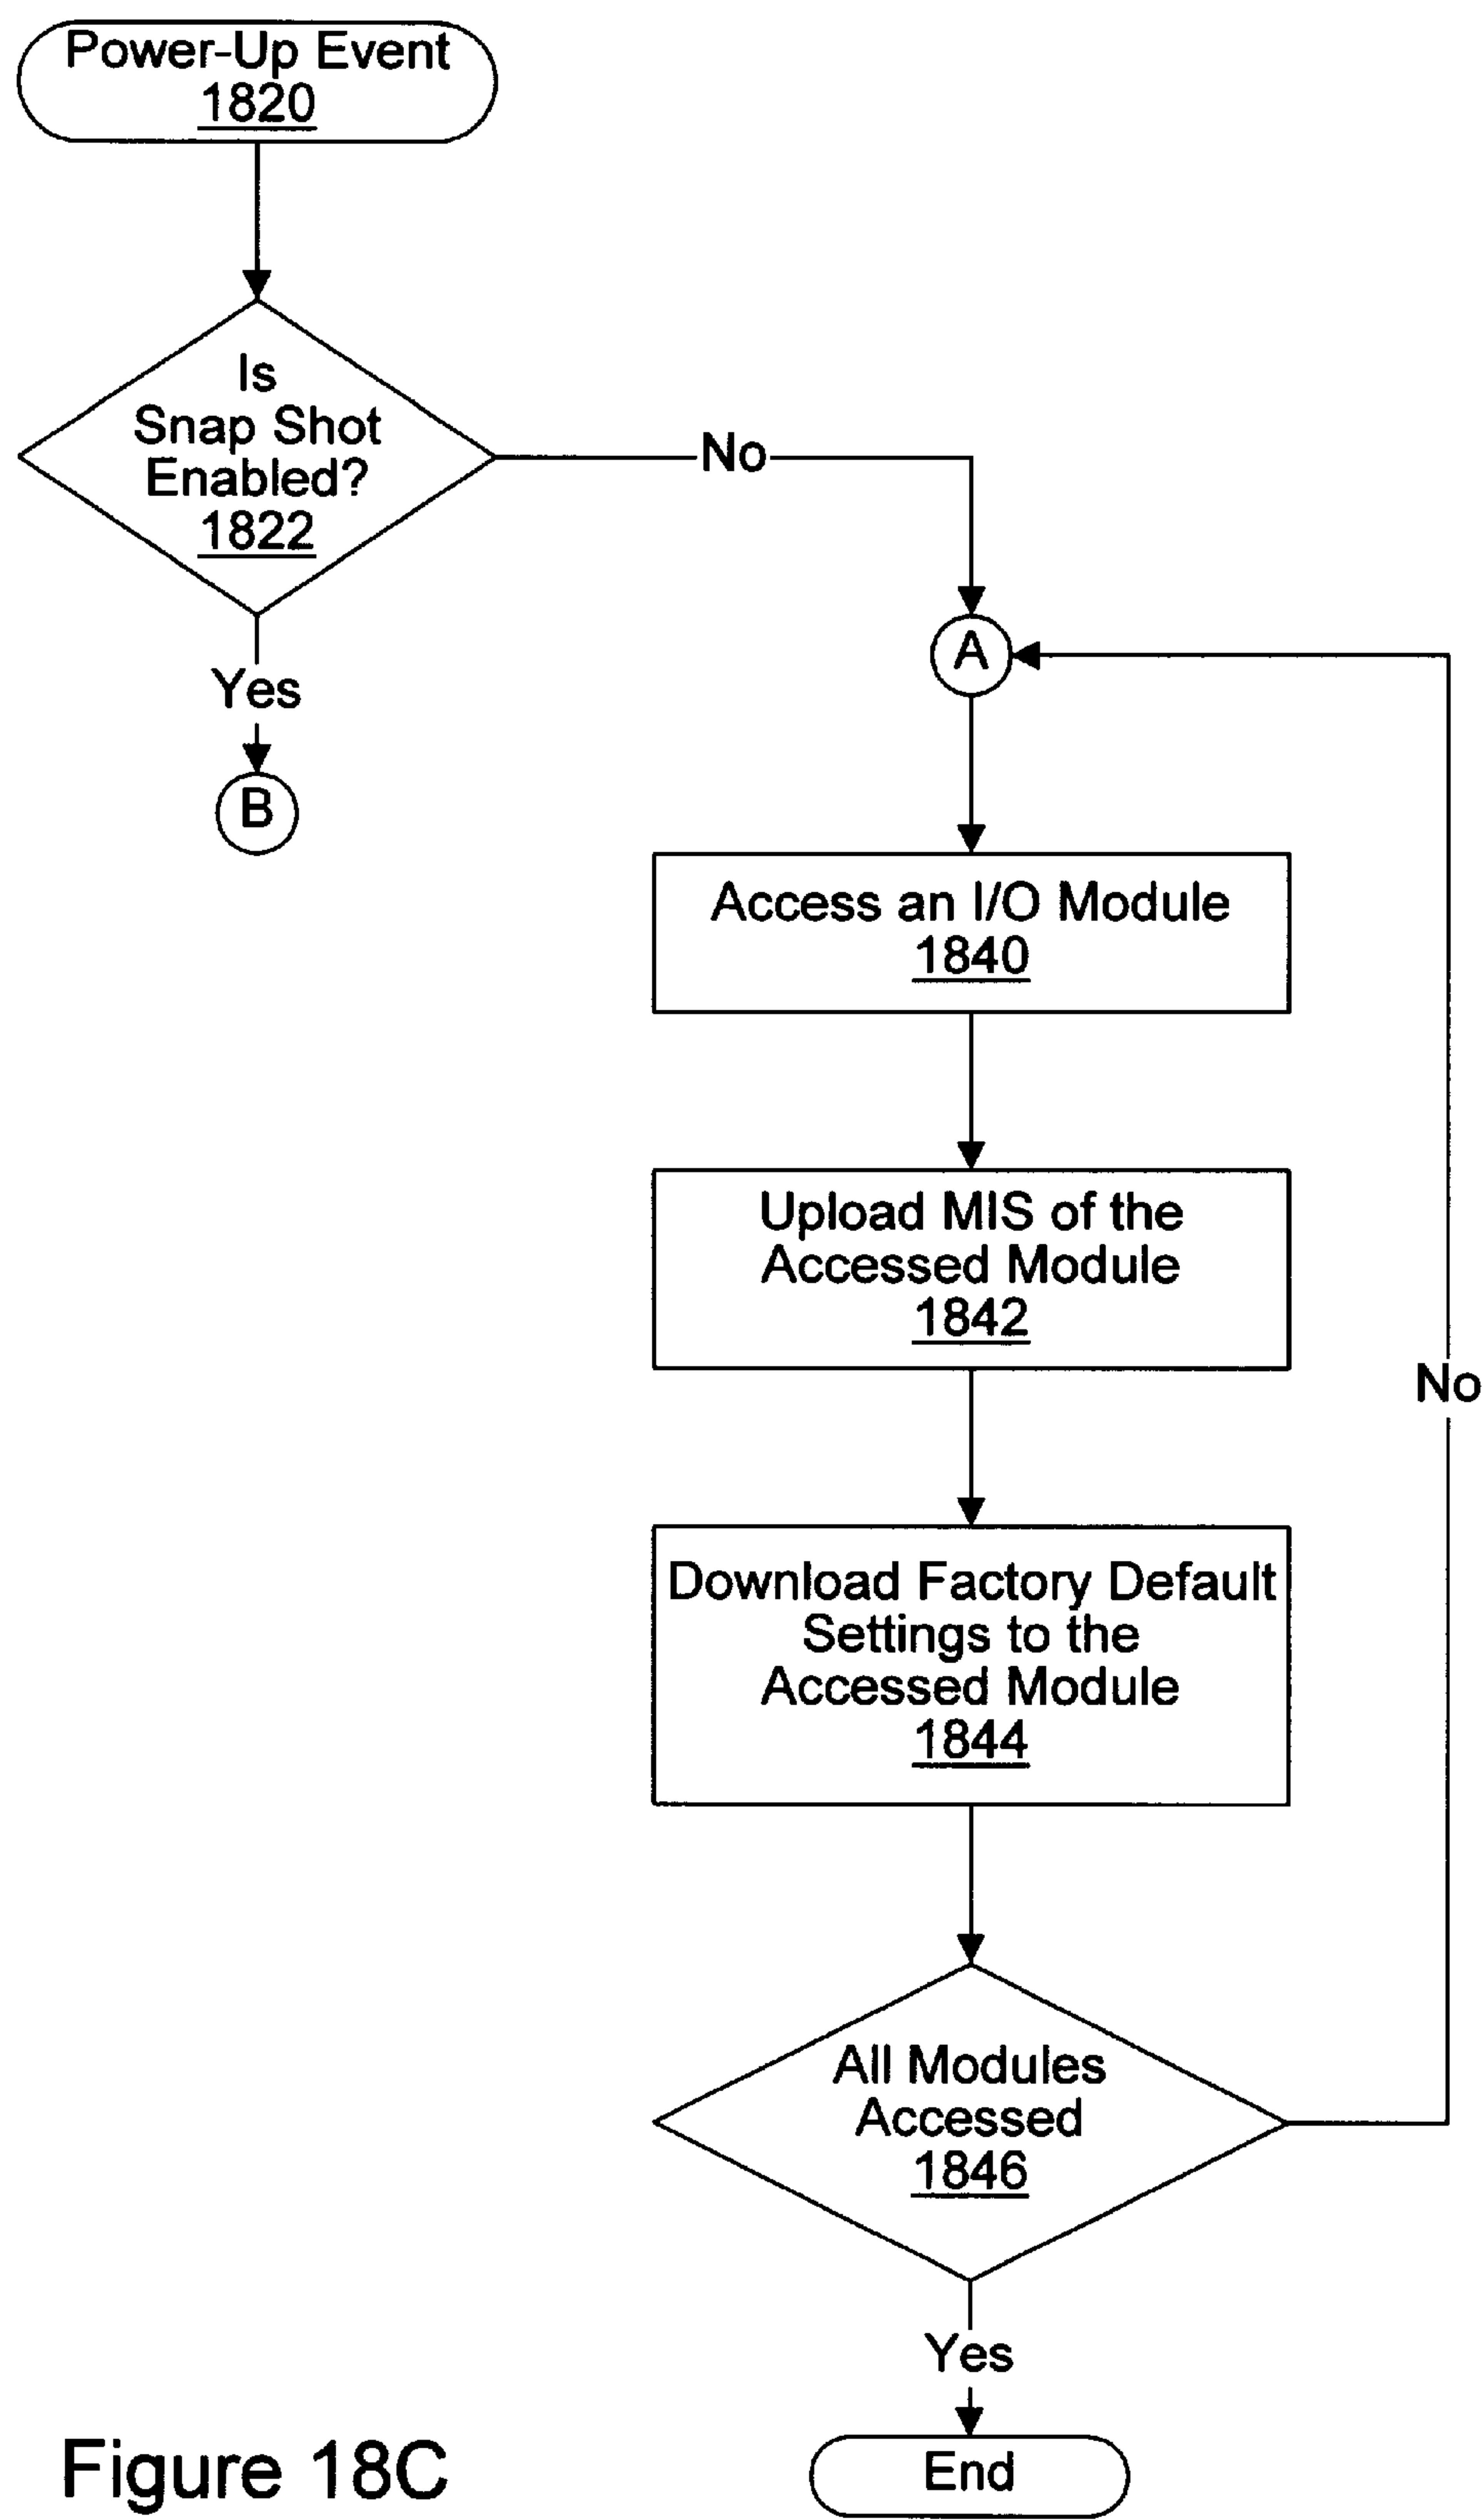 Power-Up Event
1820
Is
Snap Shot
Enabled?
1822
No
Yes
A
B
Access an I/O Module
1840
Upload MIS of the
Accessed Module
1842
No
Download Factory Default
Settings to the
Accessed Module
1844
All Modules
Accessed
1846
Yes
End
Figure 18C